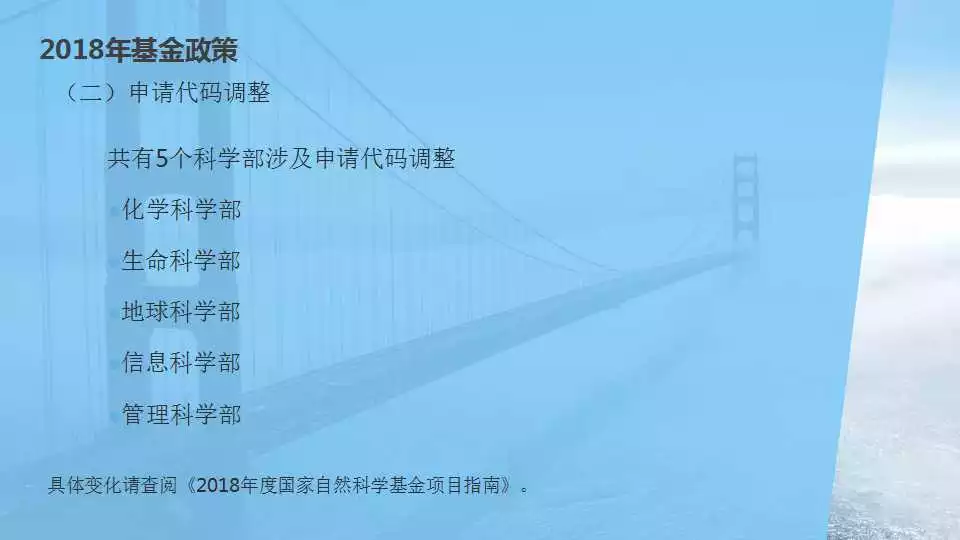 2018年基金政策
（二）申请代码调整
共有5个科学部涉及申请代码调整
化学科学部
生命科学部
地球科学部
信息科学部
管理科学部
具体变化请查阅《2018年度国家自然科学基金项目指南》。